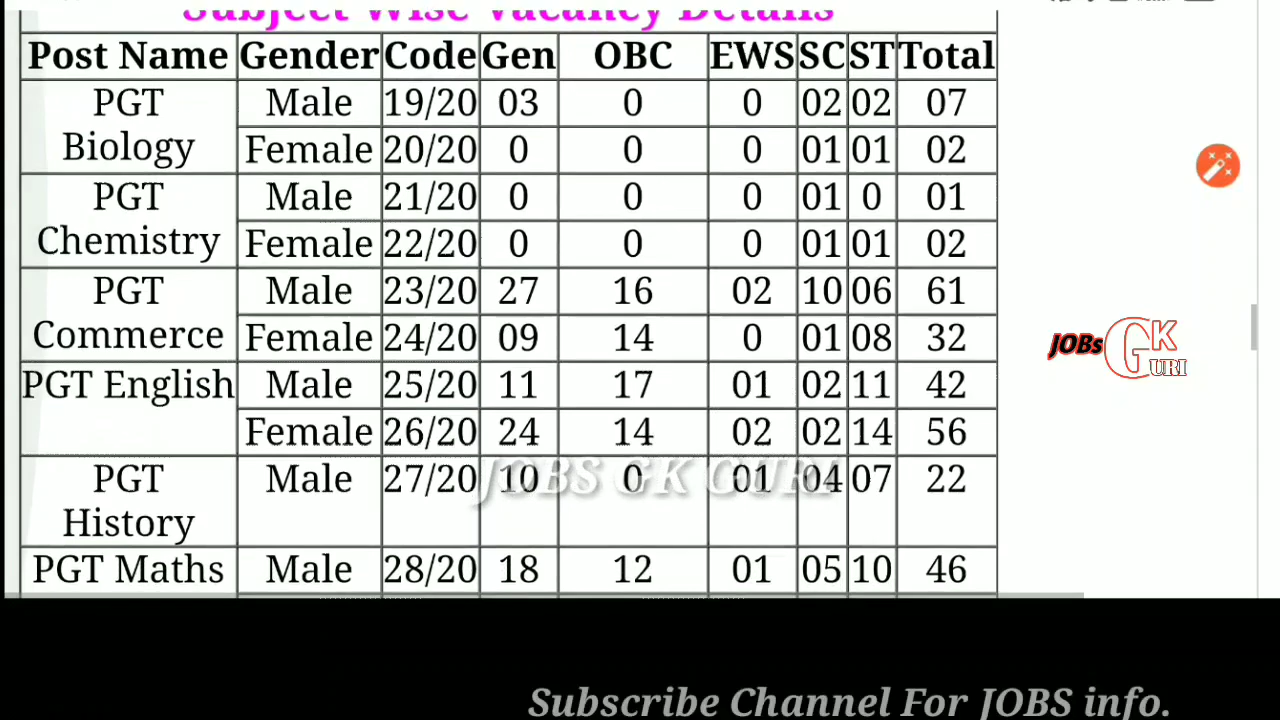 Subject Wise Vacancy Details
Post Name Gender Code Gen OBC EWS SC ST Total
PGT Biology Male 19/20 03 0 0 02 02 07
Female 20/20 0 0 0 01 01 02
PGT Chemistry Male 21/20 0 0 0 01 0 01
Female 22/20 0 0 0 01 01 02
PGT Commerce Male 23/20 27 16 02 10 06 61
Female 24/20 09 14 0 01 08 32
PGT English Male 25/20 11 17 01 02 11 42
Female 26/20 24 14 02 02 14 56
PGT History Male 27/20 10 0 01 04 07 22
PGT Maths Male 28/20 18 12 01 05 10 46
JOBS GK GURI
JOBs GK GURI
Subscribe Channel For JOBS info.